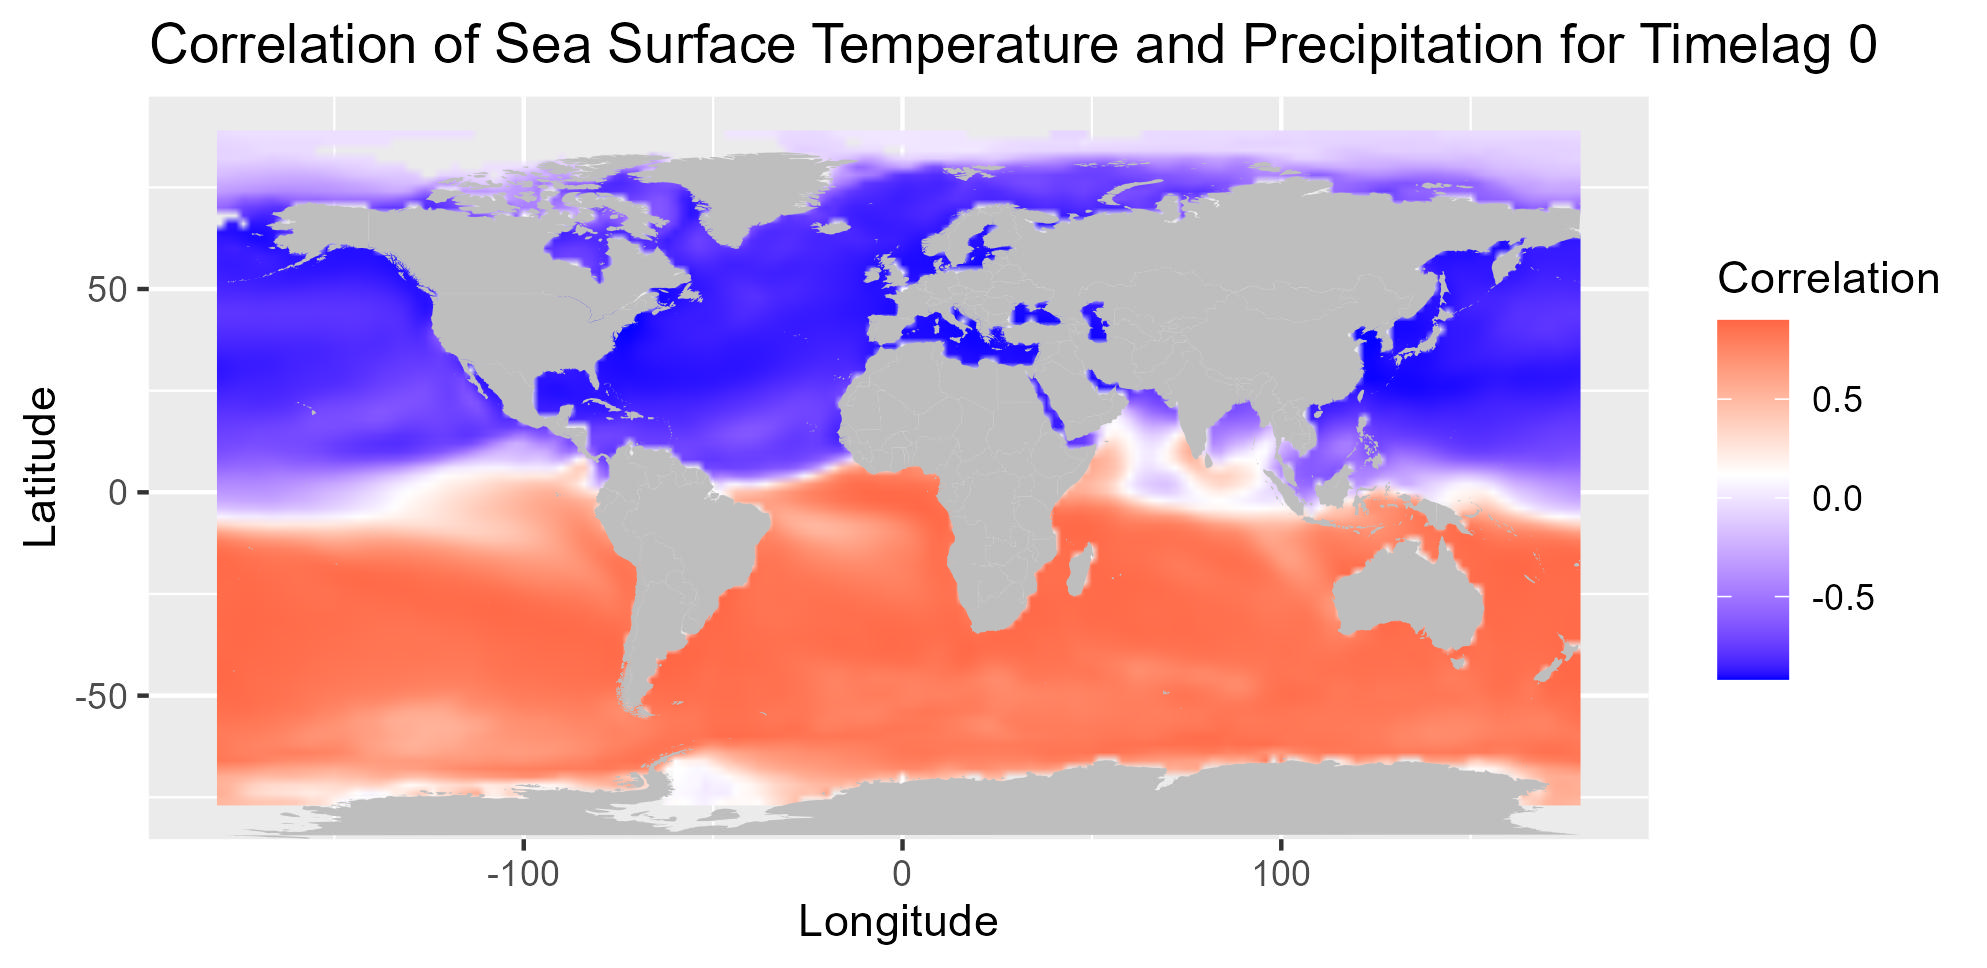 Correlation of Sea Surface Temperature and Precipitation for Timelag 0
Latitude
50
0
-50
-100
0
100
Longitude
Correlation
0.5
0.0
-0.5